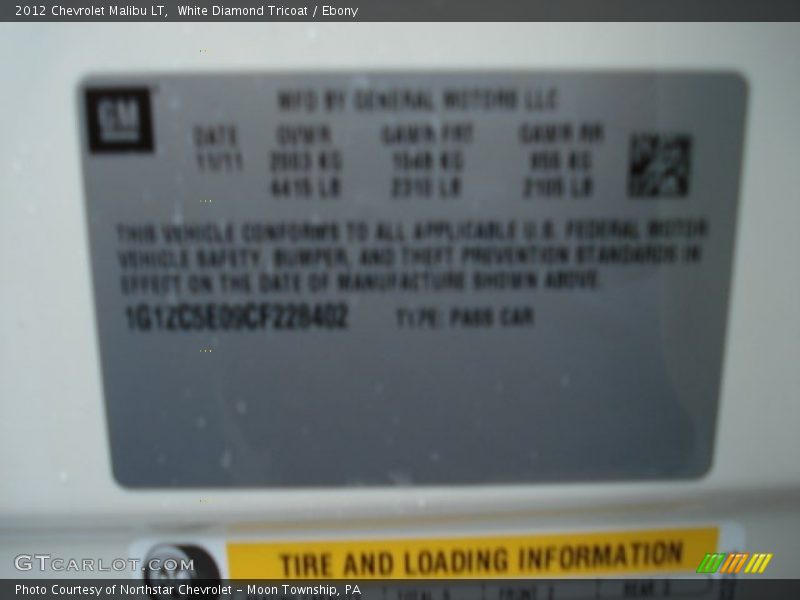 2012 Chevrolet Malibu LT,  White Diamond Tricoat / Ebony
GM
MFD BY GENERAL MOTORS LLC
DATE GVWR GAWR FRT GAWR RR
11/11 2003 KG 1048 KG 955 KG
4415 LB 2310 LB 2105 LB
THIS VEHICLE CONFORMS TO ALL APPLICABLE U.S. FEDERAL MOTOR
VEHICLE SAFETY, BUMPER, AND THEFT PREVENTION STANDARDS IN
EFFECT ON THE DATE OF MANUFACTURE SHOWN ABOVE.
1G1ZC5E09CF228402 TYPE: PASS CAR
TIRE AND LOADING INFORMATION
GTcarlot.com
Photo Courtesy of Northstar Chevrolet – Moon Township, PA